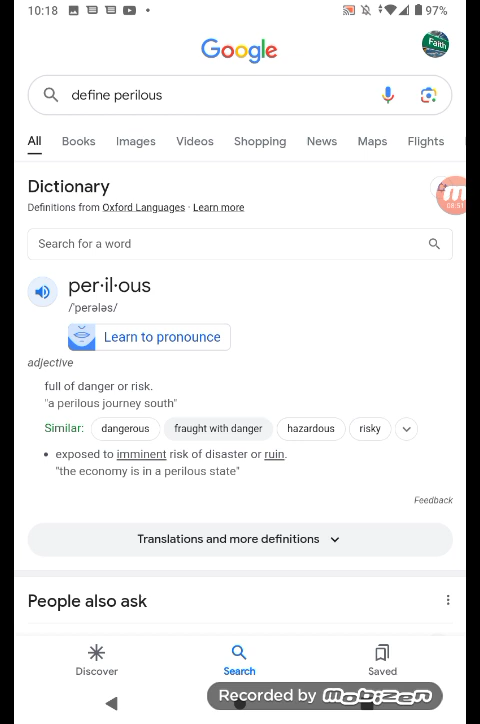 10:18 97%
Google
Faith
define perilous
All Books Images Videos Shopping News Maps Flights
Dictionary
Definitions from Oxford Languages · Learn more
08:51
Search for a word
per·il·ous
/ˈperələs/
Learn to pronounce
adjective
full of danger or risk.
"a perilous journey south"
Similar: dangerous fraught with danger hazardous risky
• exposed to imminent risk of disaster or ruin.
"the economy is in a perilous state"
Feedback
Translations and more definitions
People also ask
Discover Search Saved
Recorded by mobizen